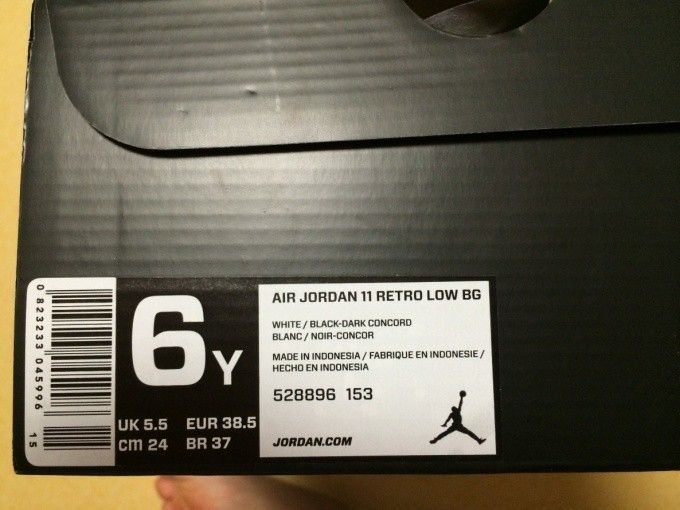 0 823233 045996
15
6Y
UK 5.5 EUR 38.5
CM 24 BR 37
AIR JORDAN 11 RETRO LOW BG
WHITE / BLACK-DARK CONCORD
BLANC / NOIR-CONCOR
MADE IN INDONESIA / FABRIQUE EN INDONESIE /
HECHO EN INDONESIA
528896 153
JORDAN.COM